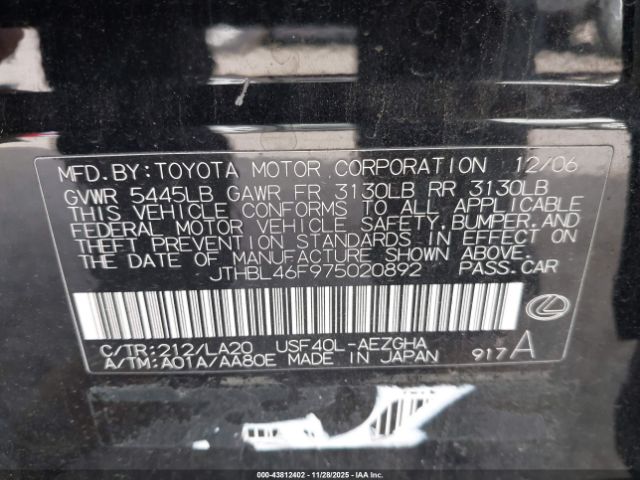 MFD.BY:TOYOTA MOTOR CORPORATION 12/06
GVWR 5445LB GAWR FR 3130LB RR 3130LB
THIS VEHICLE CONFORMS TO ALL APPLICABLE
FEDERAL MOTOR VEHICLE SAFETY,BUMPER,AND
THEFT PREVENTION STANDARDS IN EFFECT ON
THE DATE OF MANUFACTURE SHOWN ABOVE.
JTHBL46F975020892 PASS.CAR
C/TR:212/LA20 USF40L-AEZGHA
A/TM:A01A/AA80E MADE IN JAPAN 917A
000-43812402 - 11/28/2025 - IAAI.COM